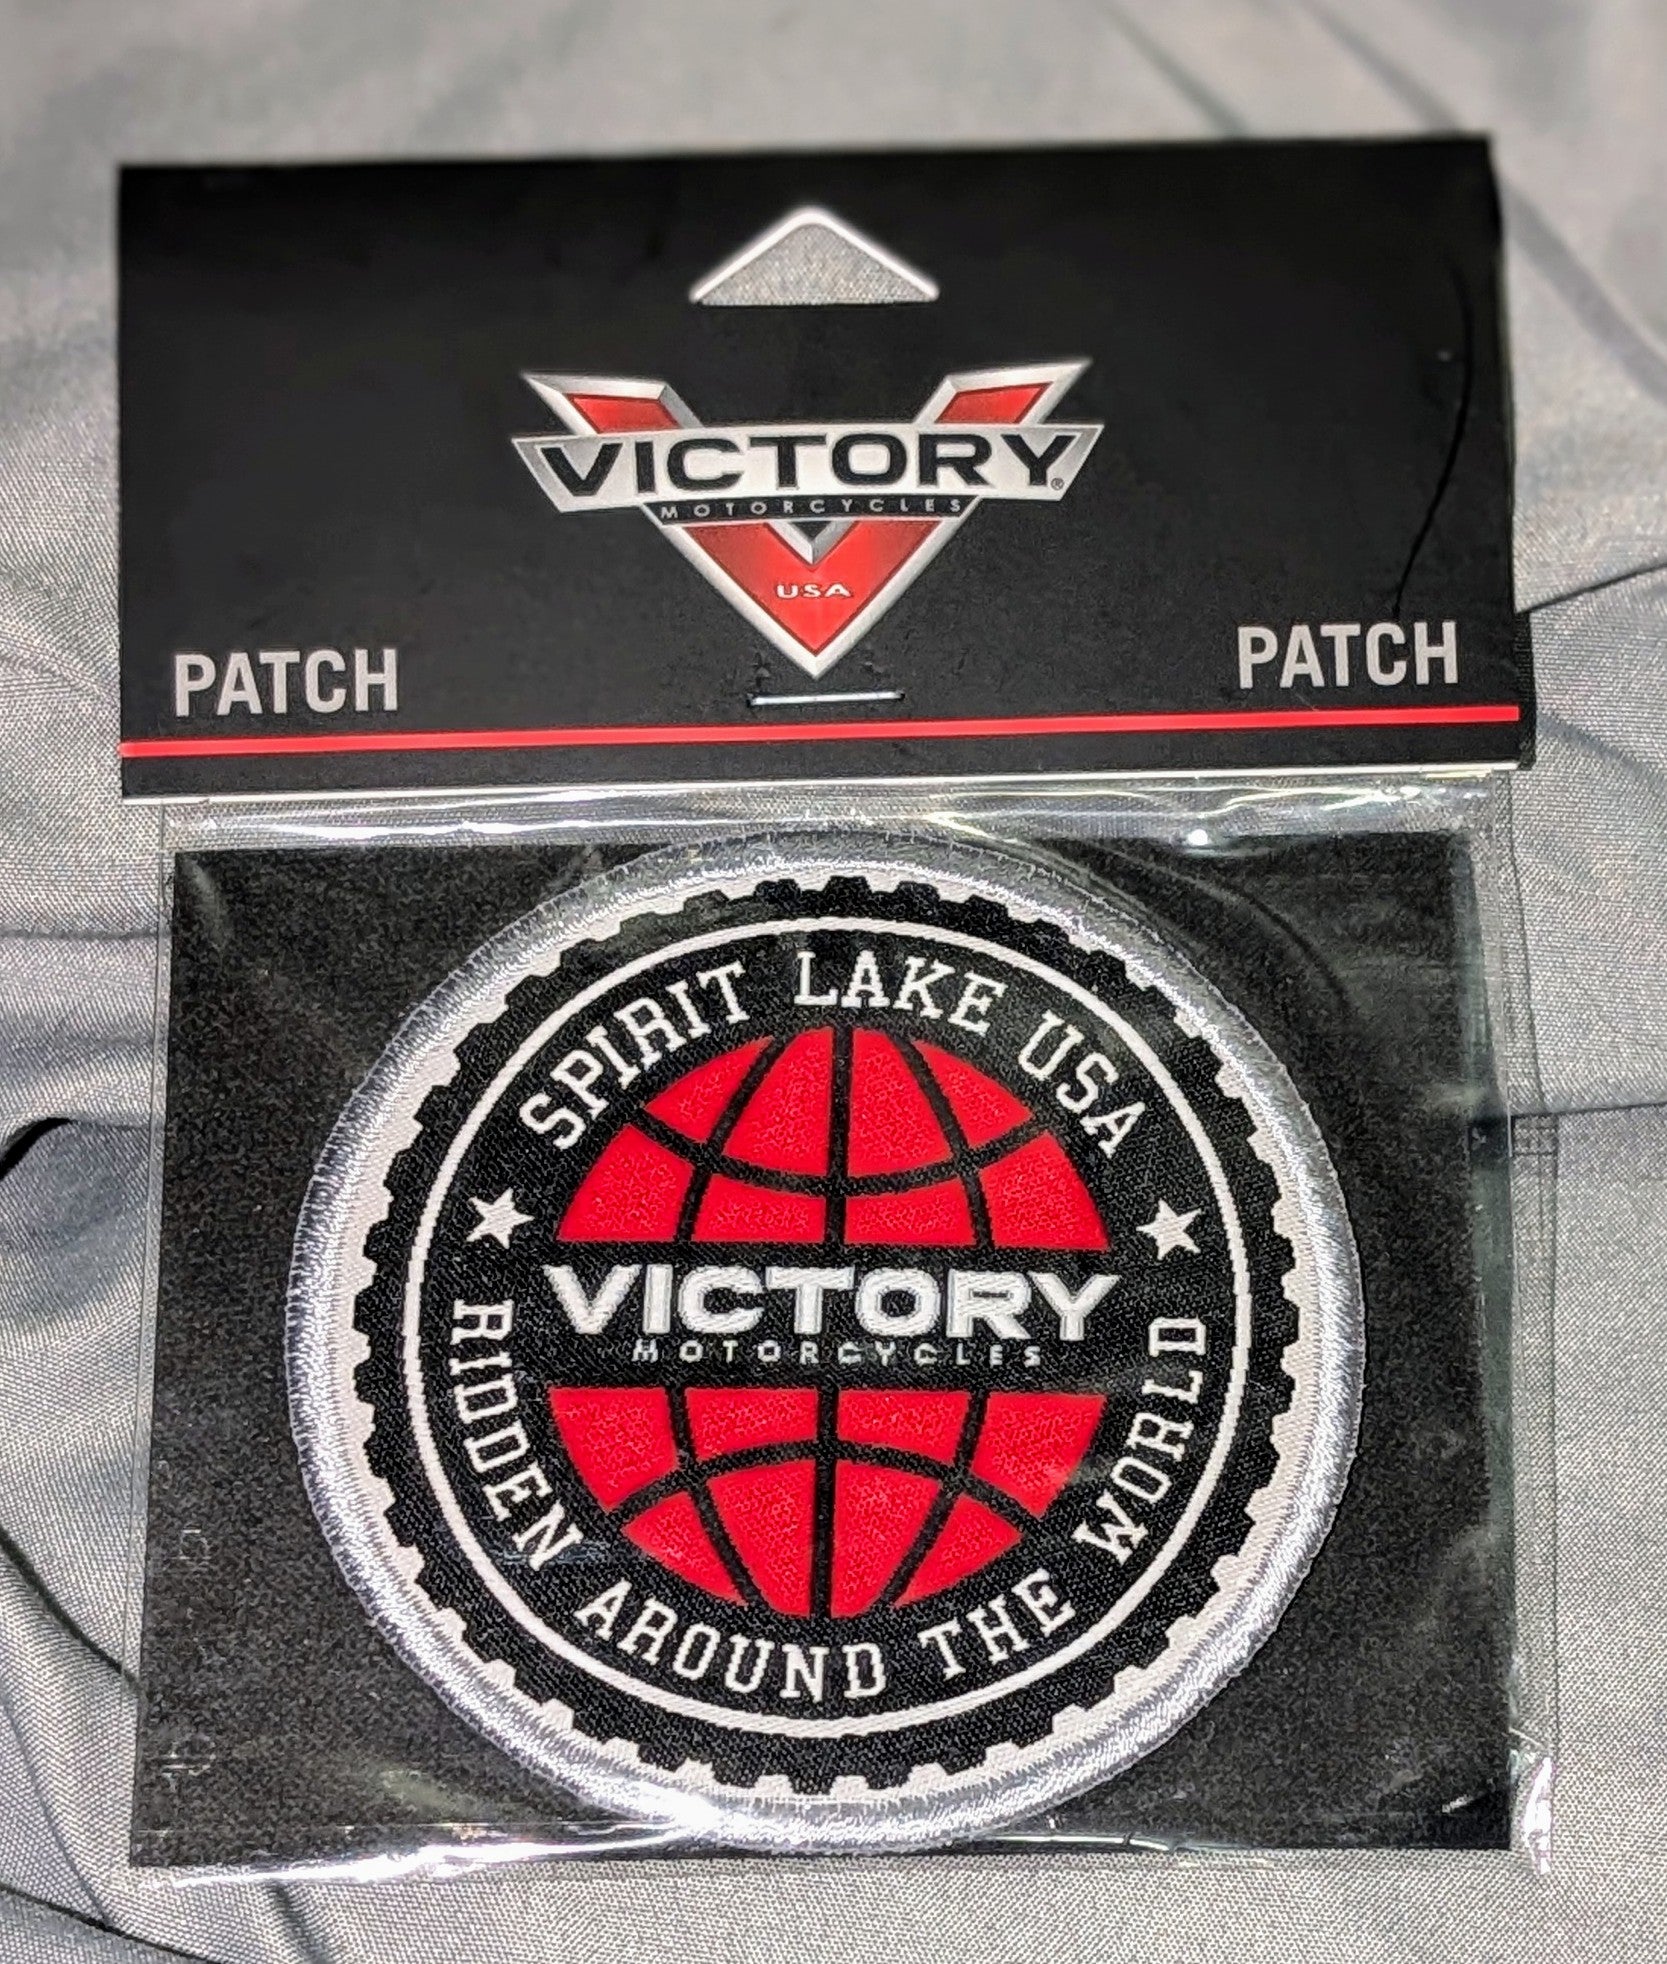 VICTORY®
MOTORCYCLES
USA
PATCH
PATCH
SPIRIT LAKE USA
VICTORY
MOTORCYCLES
RIDDEN AROUND THE WORLD